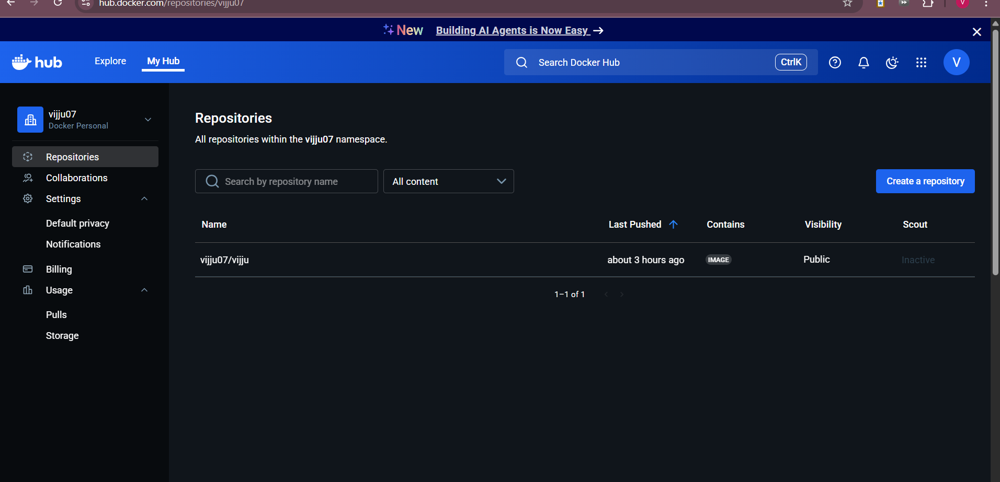 hub.docker.com/repositories/vijju07
New Building AI Agents is Now Easy →
hub Explore My Hub Search Docker Hub CtrlK V
vijju07
Docker Personal
Repositories
Collaborations
Settings
Default privacy
Notifications
Billing
Usage
Pulls
Storage
Repositories
All repositories within the vijju07 namespace.
Search by repository name All content Create a repository
Name Last Pushed Contains Visibility Scout
vijju07/vijju about 3 hours ago IMAGE Public Inactive
1–1 of 1